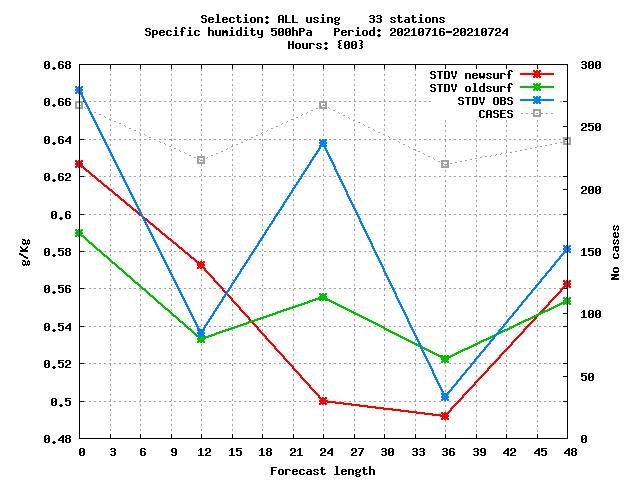 Selection: ALL using    33 stations
Specific humidity 500hPa   Period: 20210716-20210724
Hours: {00}
STDV newsurf
STDV oldsurf
STDV OBS
CASES
0.68
0.66
0.64
0.62
0.6
0.58
0.56
0.54
0.52
0.5
0.48
g/Kg
300
250
200
150
100
50
0
No cases
0 3 6 9 12 15 18 21 24 27 30 33 36 39 42 45 48
Forecast length